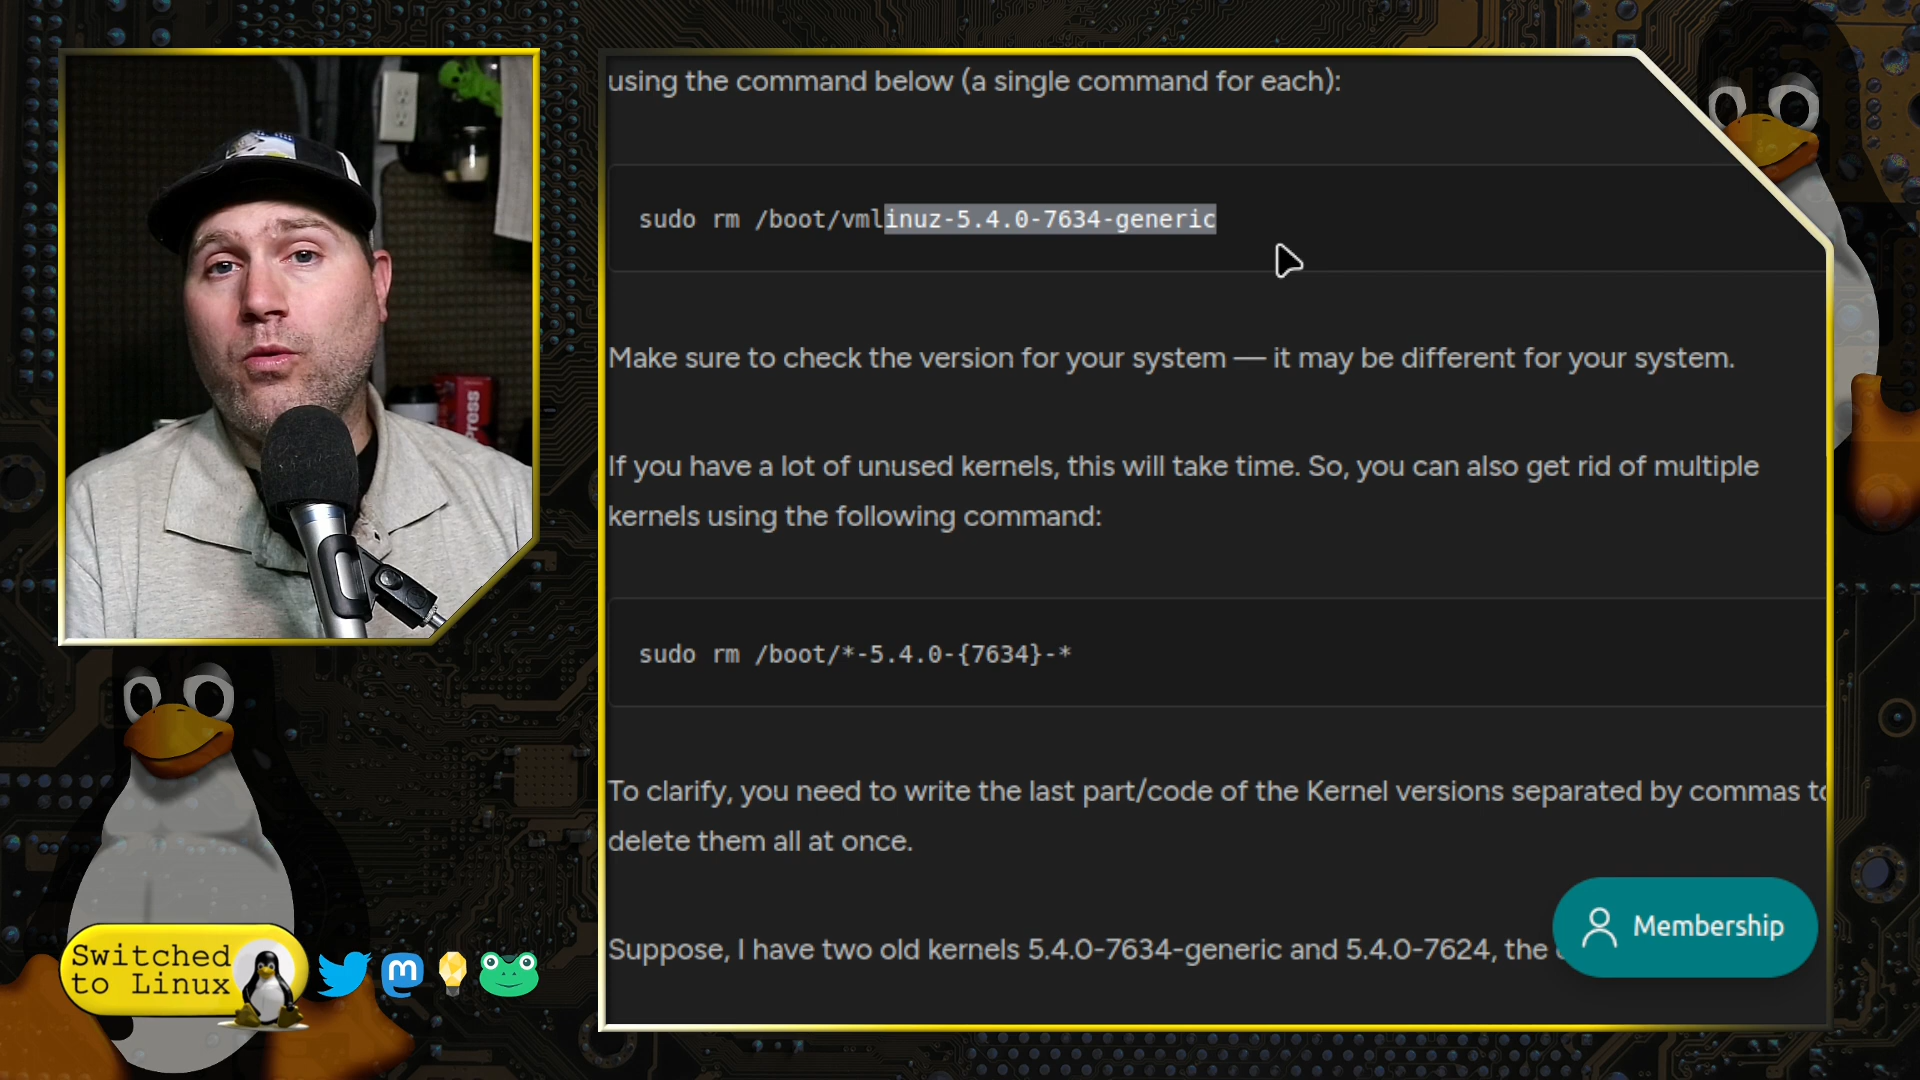 using the command below (a single command for each):
sudo rm /boot/vmlinuz-5.4.0-7634-generic
Make sure to check the version for your system — it may be different for your system.
If you have a lot of unused kernels, this will take time. So, you can also get rid of multiple
kernels using the following command:
sudo rm /boot/*-5.4.0-{7634}-*
To clarify, you need to write the last part/code of the Kernel versions separated by commas to
delete them all at once.
Suppose, I have two old kernels 5.4.0-7634-generic and 5.4.0-7624, the
Membership
Press
Switched
to Linux
m